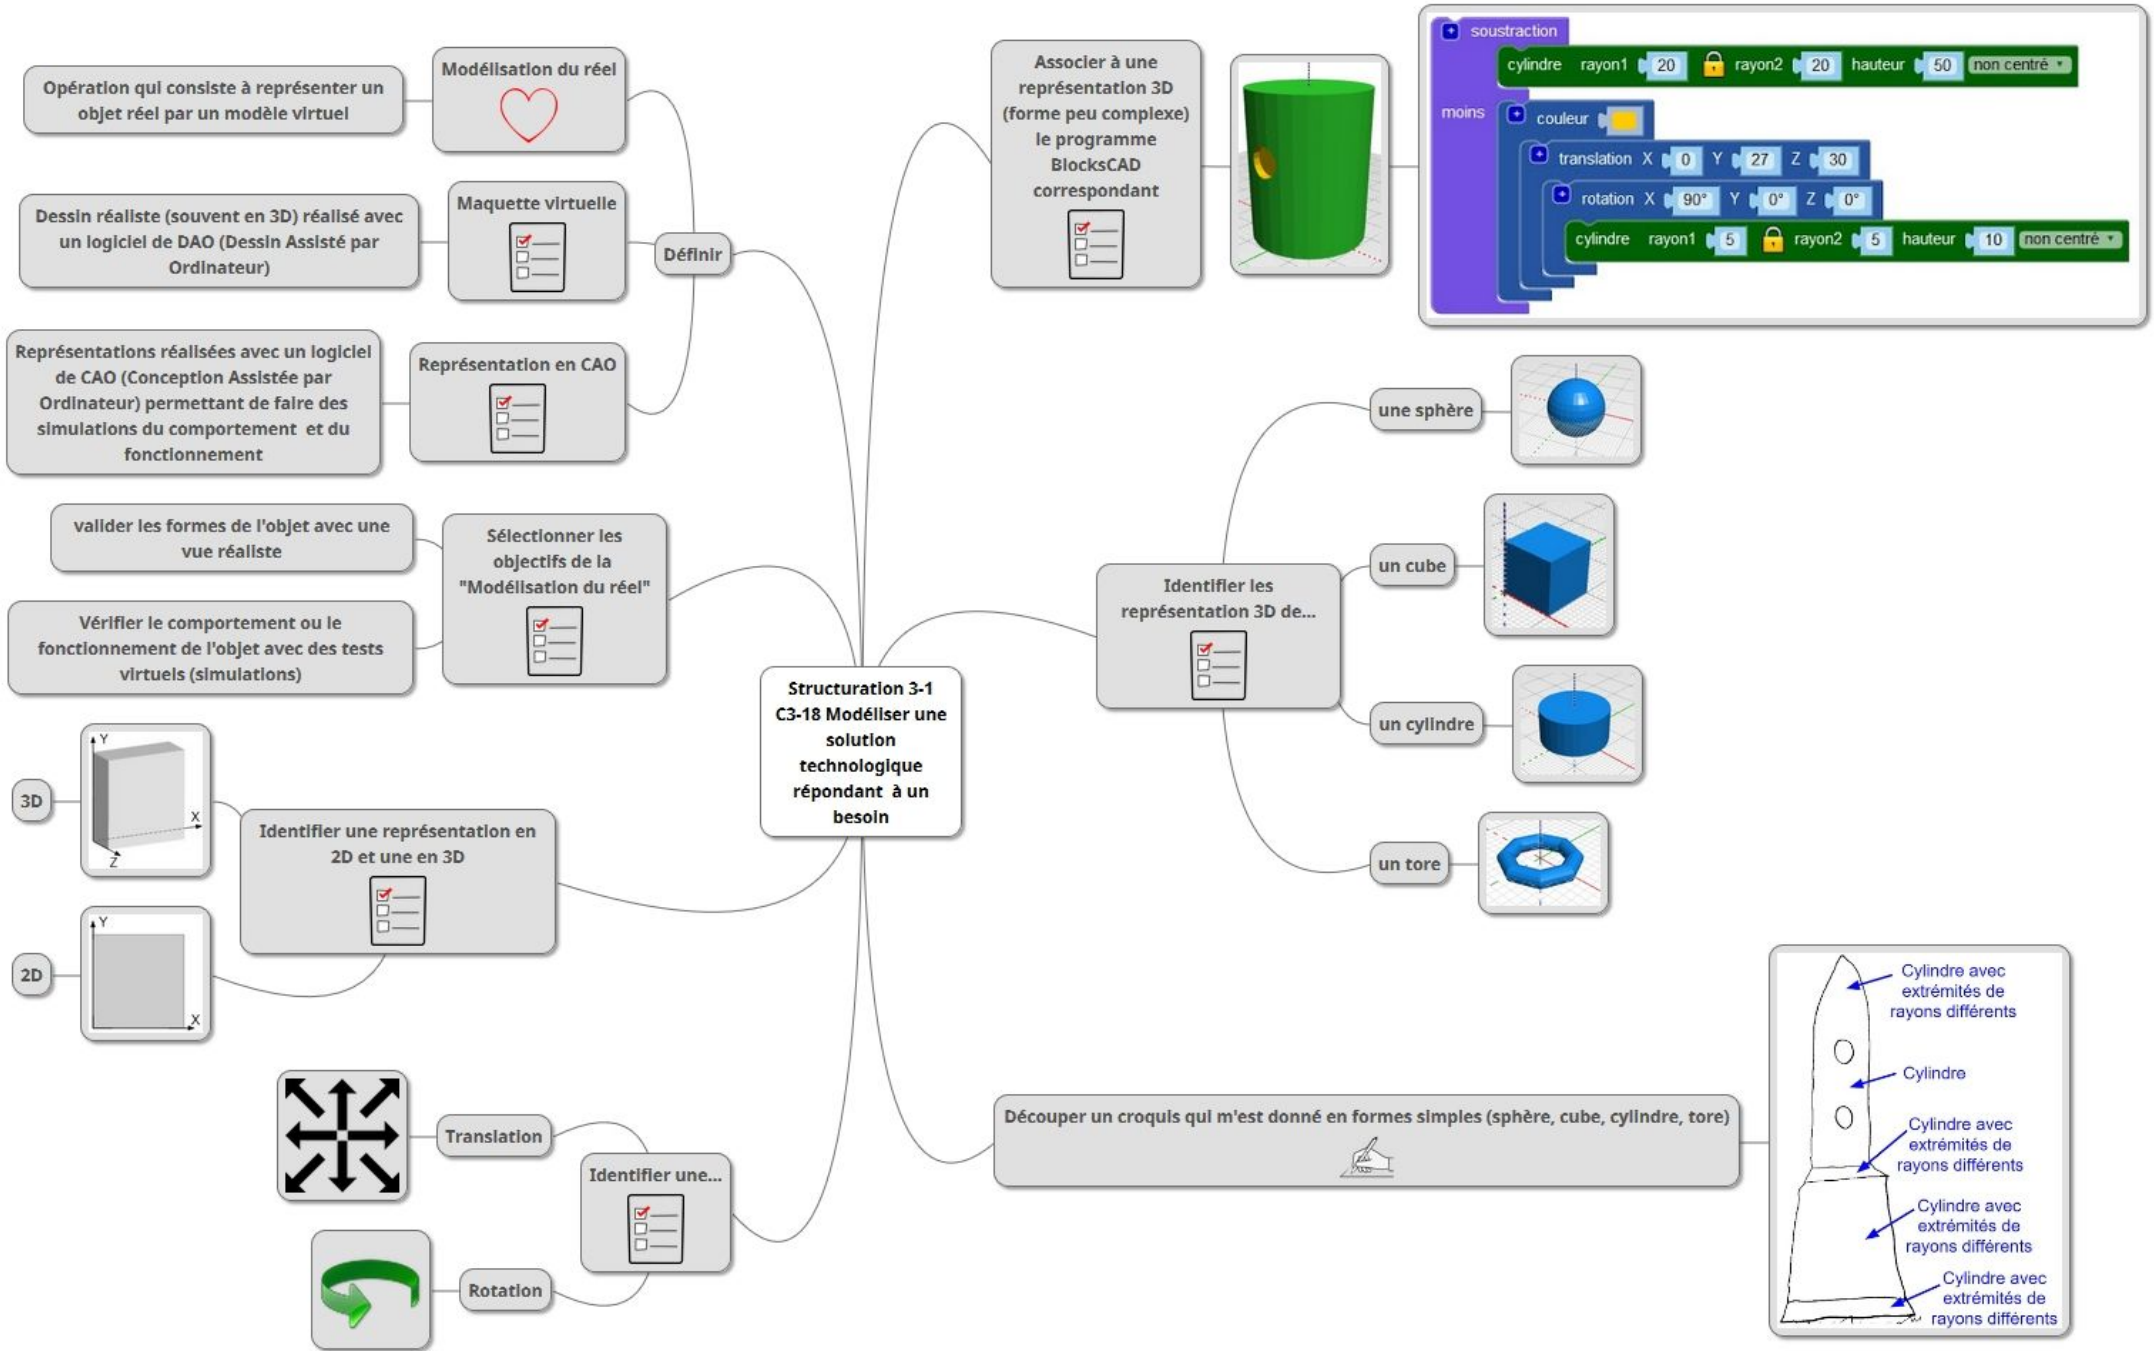 Modélisation du réel
Opération qui consiste à représenter un
objet réel par un modèle virtuel
Maquette virtuelle
Dessin réaliste (souvent en 3D) réalisé avec
un logiciel de DAO (Dessin Assisté par
Ordinateur)
Définir
Représentation en CAO
Représentations réalisées avec un logiciel
de CAO (Conception Assistée par
Ordinateur) permettant de faire des
simulations du comportement et du
fonctionnement
Sélectionner les
objectifs de la
"Modélisation du réel"
valider les formes de l'objet avec une
vue réaliste
Vérifier le comportement ou le
fonctionnement de l'objet avec des tests
virtuels (simulations)
Structuration 3-1
C3-18 Modéliser une
solution
technologique
répondant à un
besoin
Identifier une représentation en
2D et une en 3D
3D
Y
X
Z
2D
Y
X
Identifier une...
Translation
Rotation
Associer à une
représentation 3D
(forme peu complexe)
le programme
BlocksCAD
correspondant
+ soustraction
cylindre rayon1 20 rayon2 20 hauteur 50 non centré
moins + couleur
+ translation X 0 Y 27 Z 30
+ rotation X 90° Y 0° Z 0°
cylindre rayon1 5 rayon2 5 hauteur 10 non centré
Identifier les
représentation 3D de...
une sphère
un cube
un cylindre
un tore
Découper un croquis qui m'est donné en formes simples (sphère, cube, cylindre, tore)
Cylindre avec
extrémités de
rayons différents
Cylindre
Cylindre avec
extrémités de
rayons différents
Cylindre avec
extrémités de
rayons différents
Cylindre avec
extrémités de
rayons différents